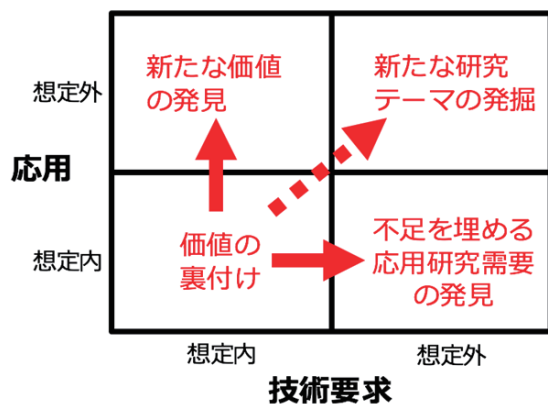 新たな価値
の発見
新たな研究
テーマの発掘
想定外
応用
想定内
価値の
裏付け
不足を埋める
応用研究需要
の発見
想定内
想定外
技術要求